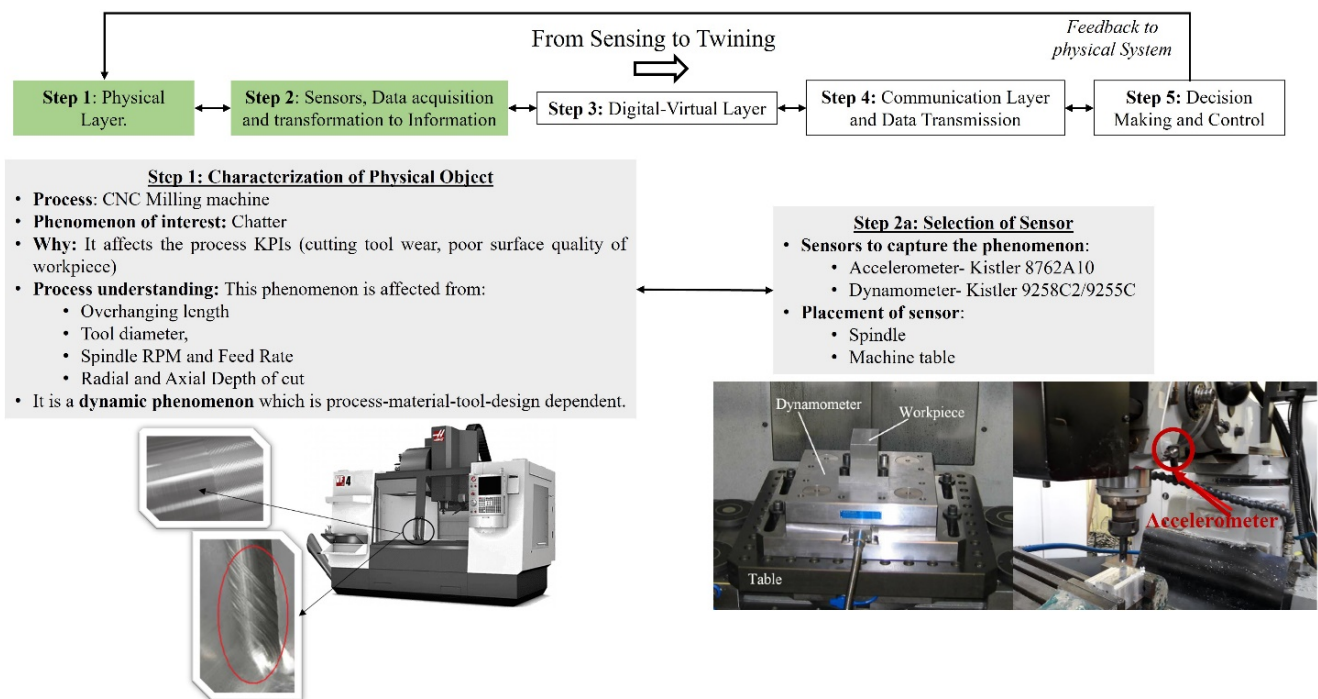 From Sensing to Twining
Feedback to
physical System
Step 1: Physical
Layer.
Step 2: Sensors, Data acquisition
and transformation to Information
Step 3: Digital-Virtual Layer
Step 4: Communication Layer
and Data Transmission
Step 5: Decision
Making and Control
Step 1: Characterization of Physical Object
• Process: CNC Milling machine
• Phenomenon of interest: Chatter
• Why: It affects the process KPIs (cutting tool wear, poor surface quality of
workpiece)
• Process understanding: This phenomenon is affected from:
• Overhanging length
• Tool diameter,
• Spindle RPM and Feed Rate
• Radial and Axial Depth of cut
• It is a dynamic phenomenon which is process-material-tool-design dependent.
Step 2a: Selection of Sensor
• Sensors to capture the phenomenon:
• Accelerometer- Kistler 8762A10
• Dynamometer- Kistler 9258C2/9255C
• Placement of sensor:
• Spindle
• Machine table
Dynamometer
Workpiece
Table
Accelerometer